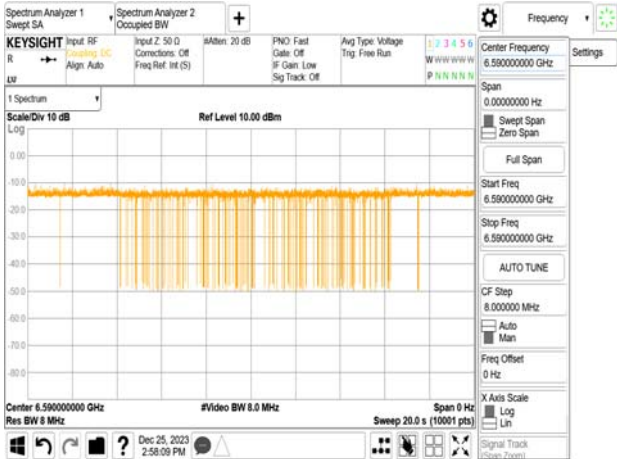 Spectrum Analyzer 1
Swept SA
Spectrum Analyzer 2
Occupied BW
+
Frequency
KEYSIGHT
R
Input: RF
Coupling: DC
Align: Auto
Input Z: 50 Ω
Corrections: Off
Freq Ref: Int (S)
#Atten: 20 dB
PNO: Fast
Gate: Off
IF Gain: Low
Sig Track: Off
Avg Type: Voltage
Trig: Free Run
1 2 3 4 5 6
W W W W W W
P N N N N N
1 Spectrum
Scale/Div 10 dB
Ref Level 10.00 dBm
Log
0.00
-10.0
-20.0
-30.0
-40.0
-50.0
-60.0
-70.0
-80.0
Center 6.590000000 GHz
#Video BW 8.0 MHz
Span 0 Hz
Res BW 8 MHz
Sweep 20.0 s (10001 pts)
Dec 25, 2023
2:58:09 PM
Center Frequency
6.590000000 GHz
Settings
Span
0.00000000 Hz
Swept Span
Zero Span
Full Span
Start Freq
6.590000000 GHz
Stop Freq
6.590000000 GHz
AUTO TUNE
CF Step
8.000000 MHz
Auto
Man
Freq Offset
0 Hz
X Axis Scale
Log
Lin
Signal Track
(Span Zoom)